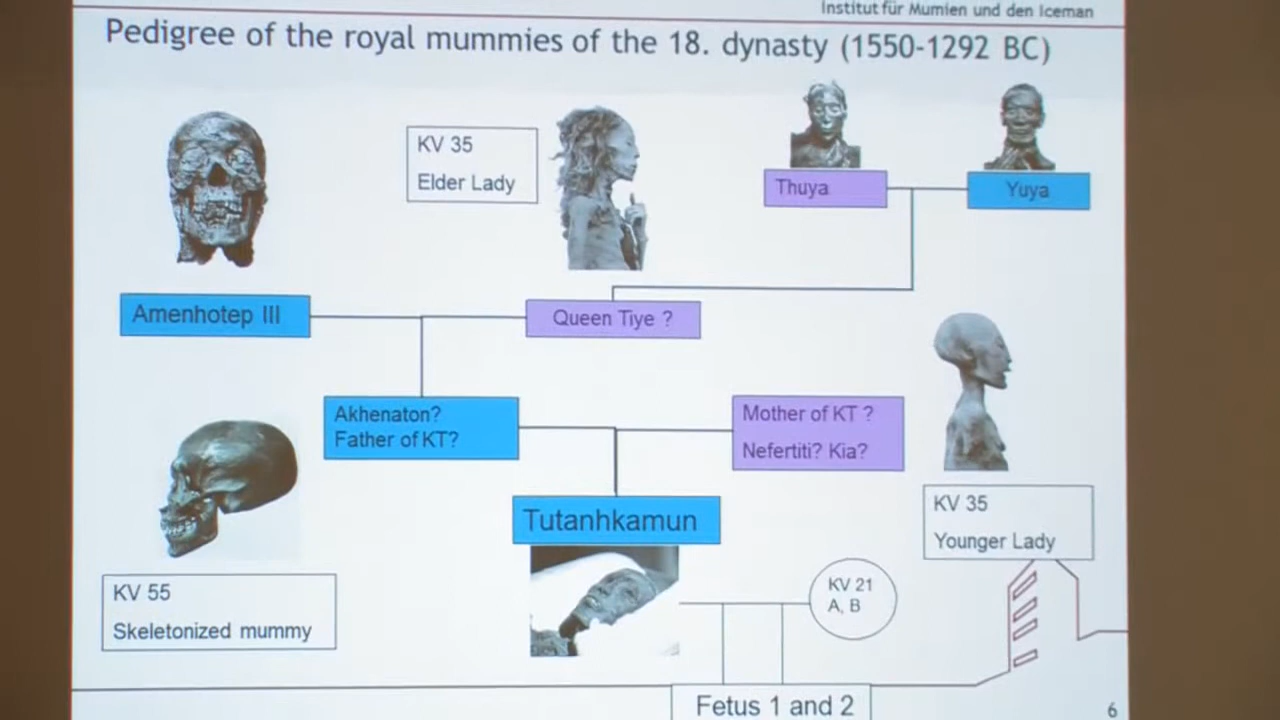 Institut für Mumien und den Iceman
Pedigree of the royal mummies of the 18. dynasty (1550-1292 BC)
KV 35
Elder Lady
Thuya
Yuya
Amenhotep III
Queen Tiye ?
Akhenaton?
Father of KT?
Mother of KT ?
Nefertiti? Kia?
Tutanhkamun
KV 35
Younger Lady
KV 55
Skeletonized mummy
KV 21
A, B
Fetus 1 and 2
6